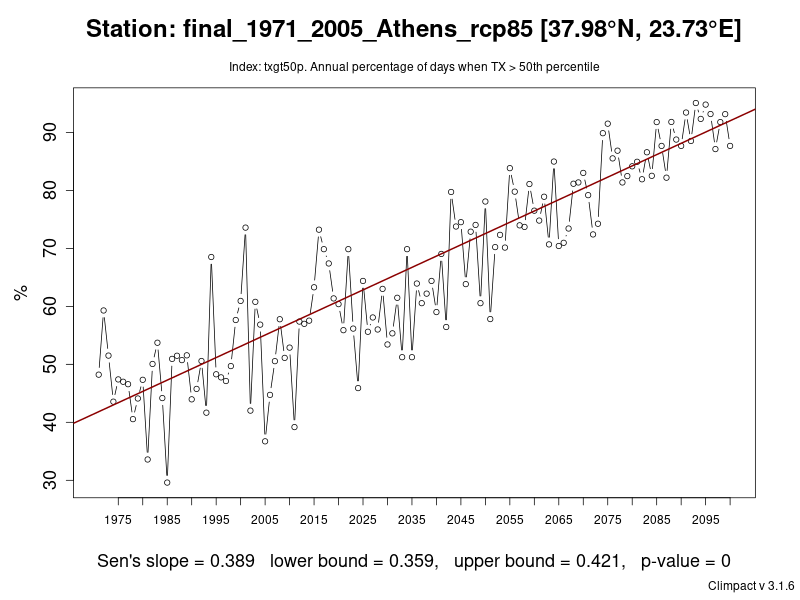 Station: final_1971_2005_Athens_rcp85 [37.98°N, 23.73°E]
Index: txgt50p. Annual percentage of days when TX > 50th percentile
%
90
80
70
60
50
40
30
1975 1985 1995 2005 2015 2025 2035 2045 2055 2065 2075 2085 2095
Sen's slope = 0.389 lower bound = 0.359, upper bound = 0.421, p-value = 0
Climpact v 3.1.6